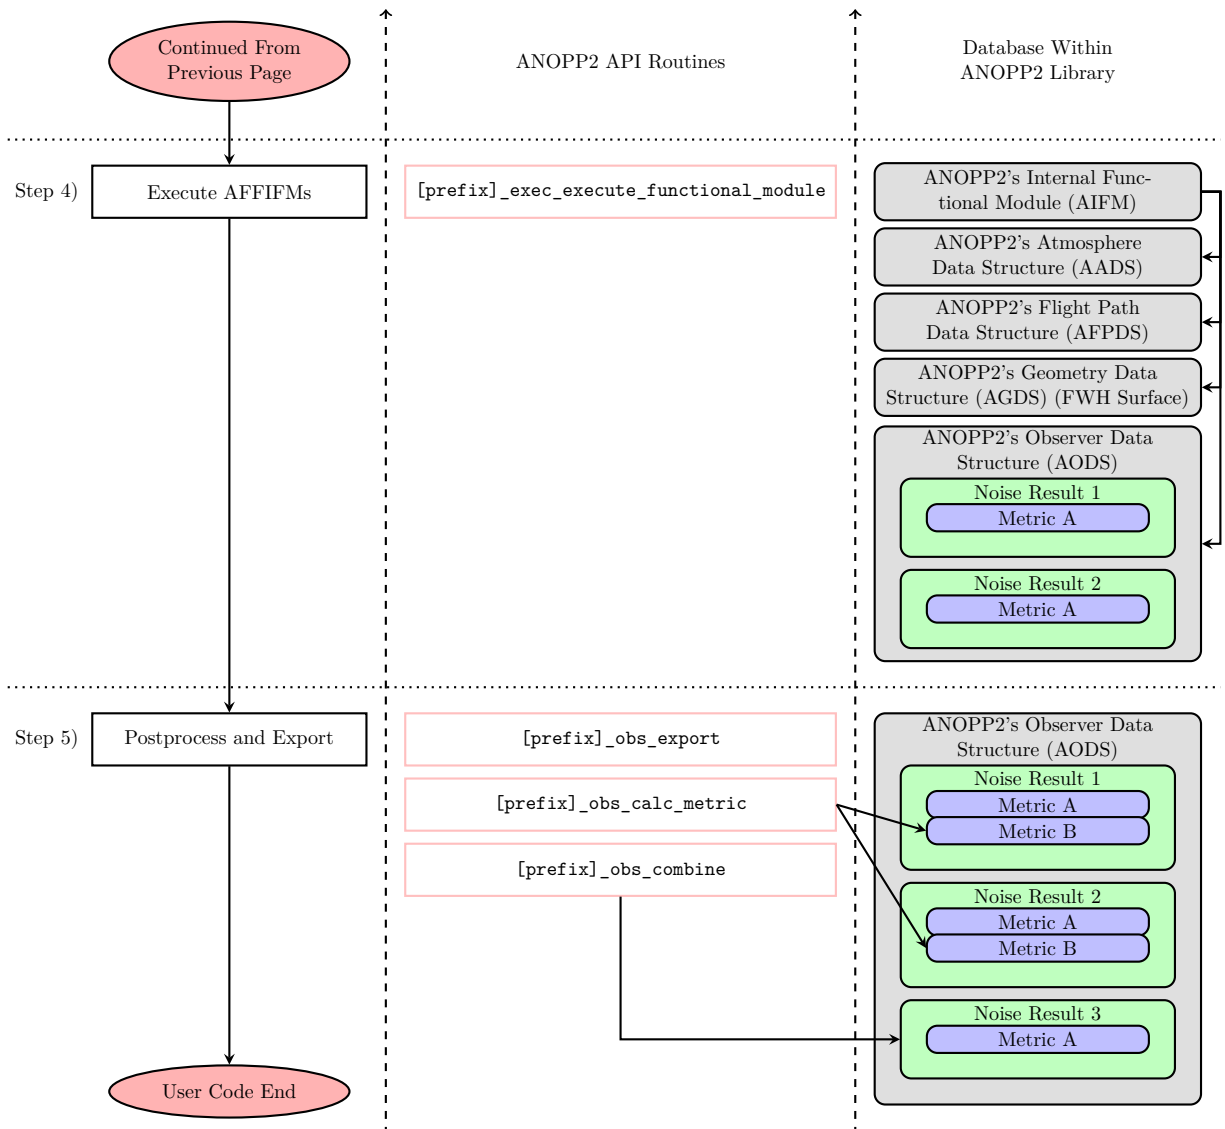 Continued From
Previous Page
ANOPP2 API Routines
Database Within
ANOPP2 Library
Step 4)
Execute AFFIFMs
[prefix]_exec_execute_functional_module
ANOPP2's Internal Func-
tional Module (AIFM)
ANOPP2's Atmosphere
Data Structure (AADS)
ANOPP2's Flight Path
Data Structure (AFPDS)
ANOPP2's Geometry Data
Structure (AGDS) (FWH Surface)
ANOPP2's Observer Data
Structure (AODS)
Noise Result 1
Metric A
Noise Result 2
Metric A
Step 5)
Postprocess and Export
[prefix]_obs_export
[prefix]_obs_calc_metric
[prefix]_obs_combine
ANOPP2's Observer Data
Structure (AODS)
Noise Result 1
Metric A
Metric B
Noise Result 2
Metric A
Metric B
Noise Result 3
Metric A
User Code End